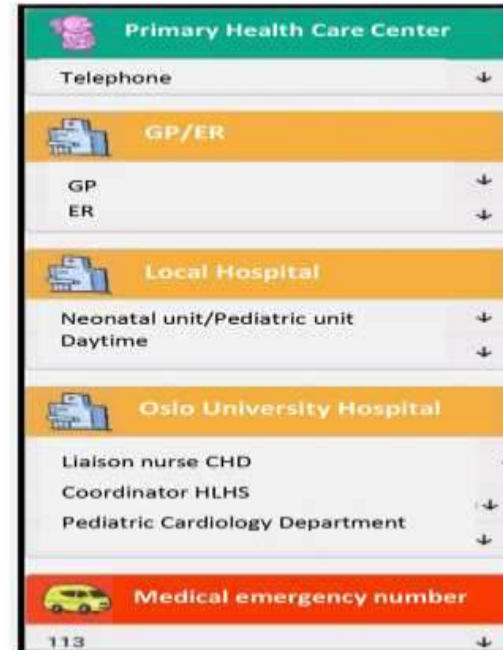 Primary Health Care Center
Telephone
GP/ER
GP
ER
Local Hospital
Neonatal unit/Pediatric unit
Daytime
Oslo University Hospital
Liaison nurse CHD
Coordinator HLHS
Pediatric Cardiology Department
Medical emergency number
113